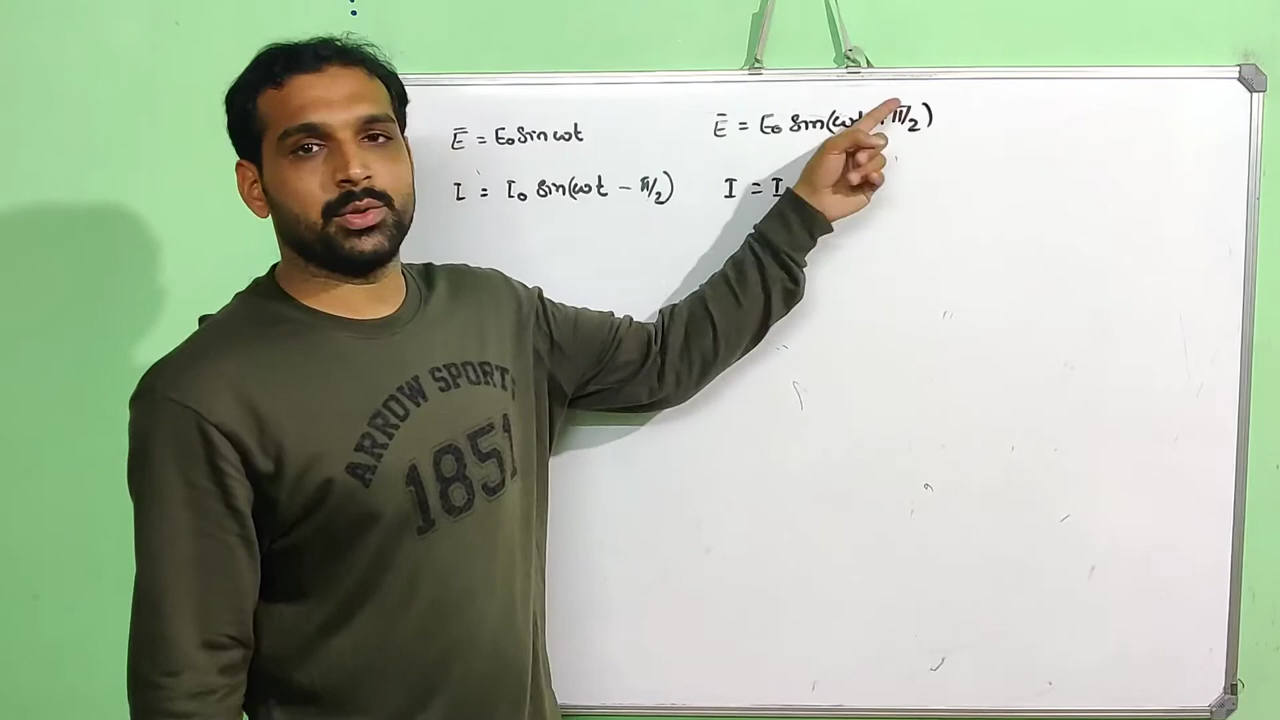 Ē = E₀ Sin ωt
I = I₀ Sin(ωt − π/2)
Ē = E₀ Sin(ωt + π/2)
I = I
ARROW SPORTS
1851